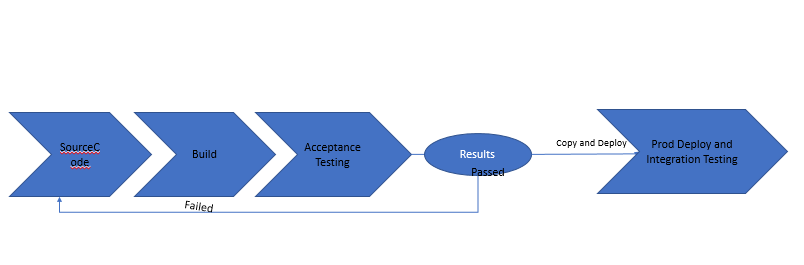 SourceC
ode
Build
Acceptance
Testing
Results
Passed
Copy and Deploy
Prod Deploy and
Integration Testing
Failed